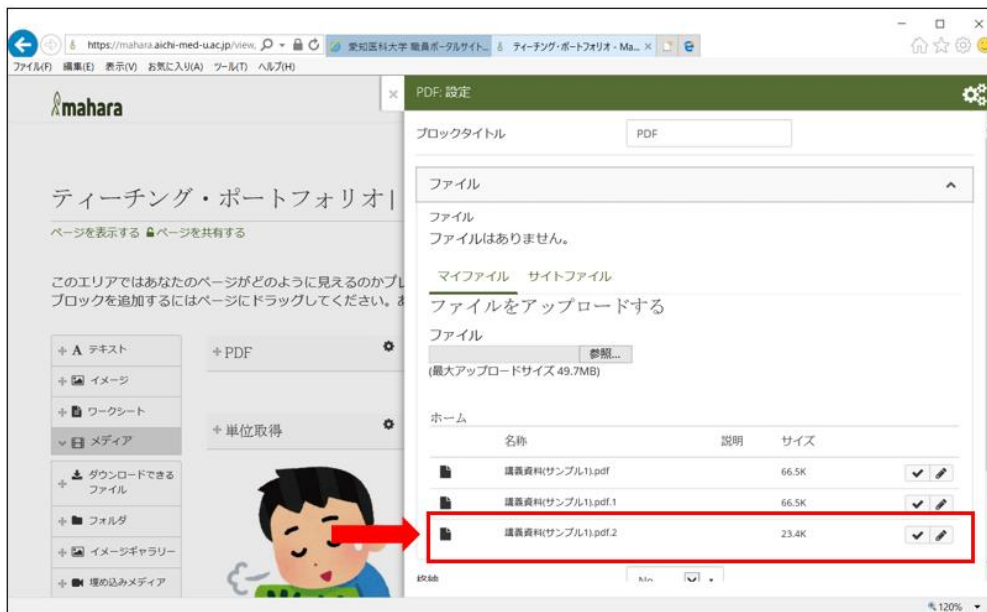 https://mahara.aichi-med-u.ac.jp/view,
愛知医科大学 職員ポータルサイト...
ティーチング・ポートフォリオ - Ma...
ファイル(F) 編集(E) 表示(V) お気に入り(A) ツール(T) ヘルプ(H)
mahara
ティーチング・ポートフォリオ|
ページを表示する ページを共有する
このエリアではあなたのページがどのように見えるのかプレ
ブロックを追加するにはページにドラッグしてください。
A テキスト
イメージ
ワークシート
メディア
ダウンロードできる
ファイル
フォルダ
イメージギャラリー
埋め込みメディア
PDF
単位取得
PDF: 設定
ブロックタイトル PDF
ファイル
ファイル
ファイルはありません。
マイファイル サイトファイル
ファイルをアップロードする
ファイル
参照...
(最大アップロードサイズ 49.7MB)
ホーム
名称 説明 サイズ
講義資料(サンプル1).pdf 66.5K
講義資料(サンプル1).pdf.1 66.5K
講義資料(サンプル1).pdf.2 23.4K
No
120%